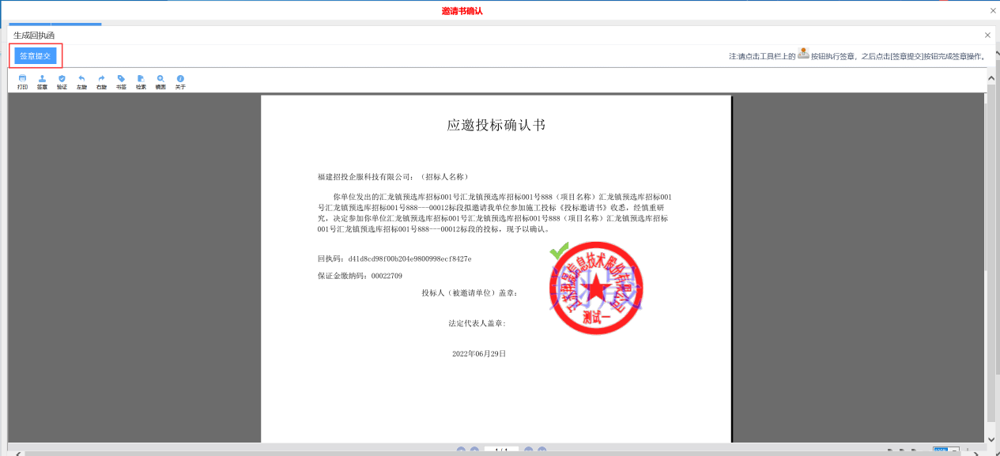 邀请书确认
生成回执函
签章提交
注:请点击工具栏上的 按钮执行签章，之后点击[签章提交]按钮完成签章操作。
打印 签章 验证 左旋 右旋 书签 检索 关于
应邀投标确认书
福建招投企服科技有限公司：（招标人名称）
你单位发出的汇龙镇预选库招标001号汇龙镇预选库招标001号888（项目名称）汇龙镇预选库招标001
号汇龙镇预选库招标001号888---00012标段拟邀请我单位参加施工投标《投标邀请书》收悉，经慎重研
究，决定参加你单位汇龙镇预选库招标001号汇龙镇预选库招标001号888（项目名称）汇龙镇预选库招标
001号汇龙镇预选库招标001号888---00012标段的投标，现予以确认。
回执码：d41d8cd98f00b204e9800998ecf8427e
保证金缴纳码：00022709
投标人（被邀请单位）盖章：
法定代表人盖章:
2022年06月29日
测试一